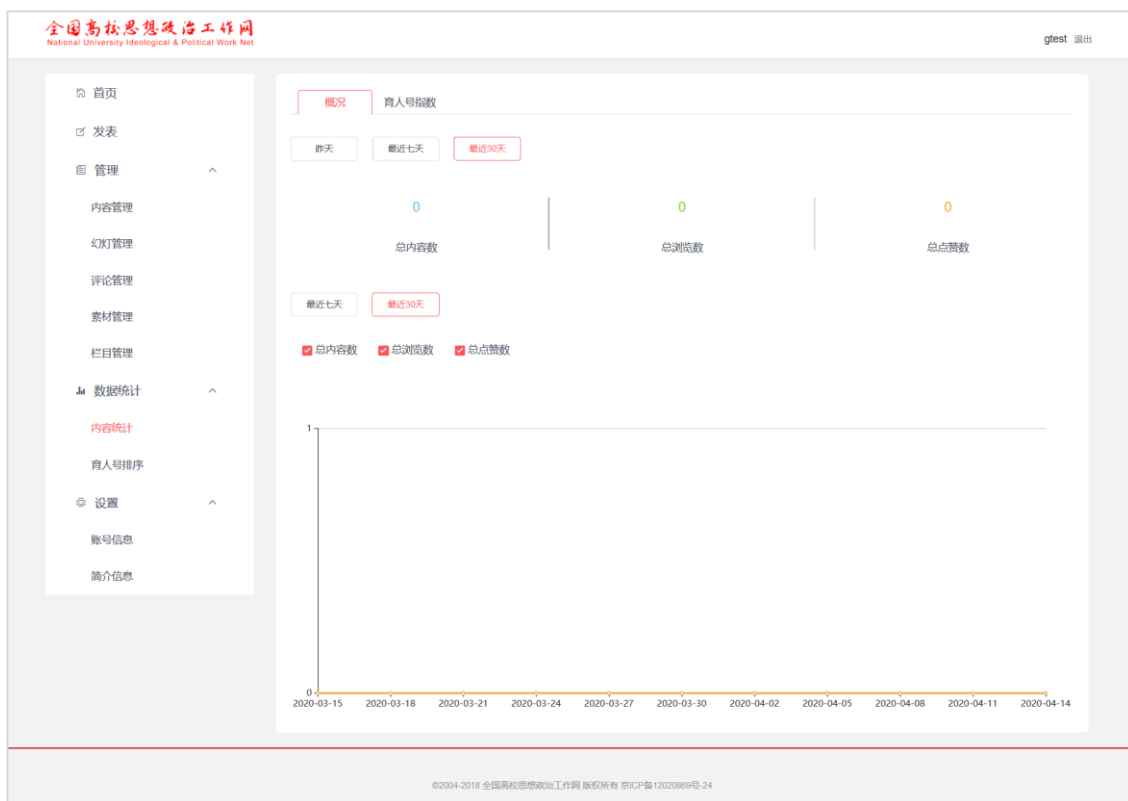 全国高校思想政治工作网
National University Ideological & Political Work Net
gtest 退出
首页
发表
管理
内容管理
幻灯管理
评论管理
素材管理
栏目管理
数据统计
内容统计
育人号排序
设置
账号信息
简介信息
概况 育人号指数
昨天 最近七天 最近30天
0 0 0
总内容数 总浏览数 总点赞数
最近七天 最近30天
总内容数 总浏览数 总点赞数
1
0
2020-03-15 2020-03-18 2020-03-21 2020-03-24 2020-03-27 2020-03-30 2020-04-02 2020-04-05 2020-04-08 2020-04-11 2020-04-14
©2004-2018 全国高校思想政治工作网 版权所有 京ICP备12020869号-24